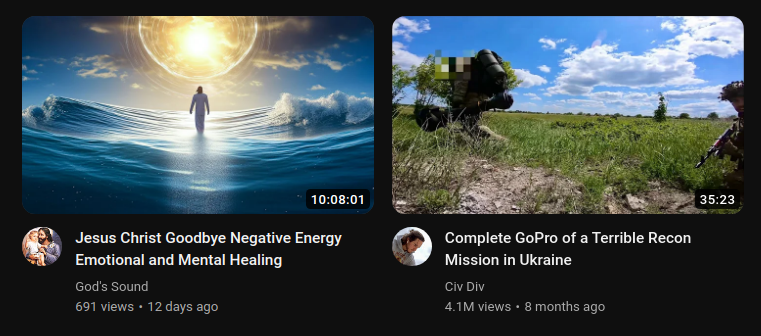 10:08:01
35:23
Jesus Christ Goodbye Negative Energy
Emotional and Mental Healing
God's Sound
691 views • 12 days ago
Complete GoPro of a Terrible Recon
Mission in Ukraine
Civ Div
4.1M views • 8 months ago